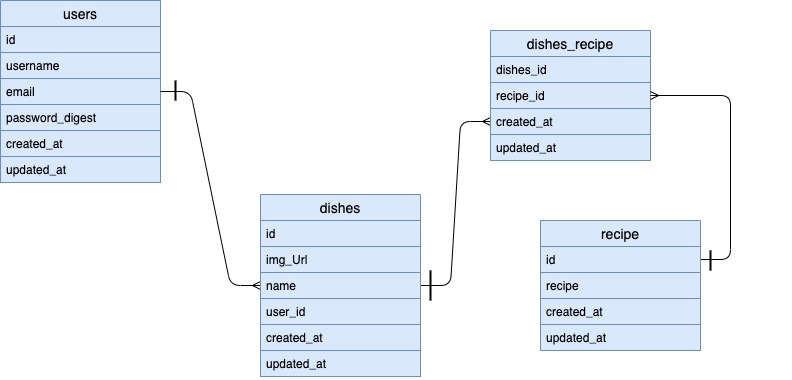 users
id
username
email
password_digest
created_at
updated_at
dishes
id
img_Url
name
user_id
created_at
updated_at
dishes_recipe
dishes_id
recipe_id
created_at
updated_at
recipe
id
recipe
created_at
updated_at